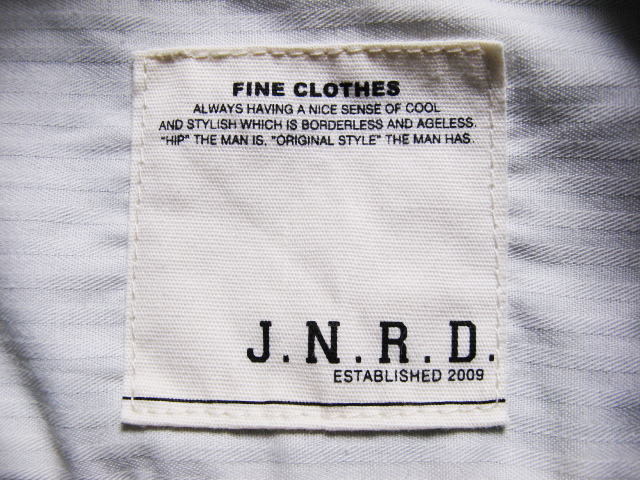 FINE CLOTHES
ALWAYS HAVING A NICE SENSE OF COOL
AND STYLISH WHICH IS BORDERLESS AND AGELESS.
"HIP" THE MAN IS. "ORIGINAL STYLE" THE MAN HAS.
J.N.R.D.
ESTABLISHED 2009